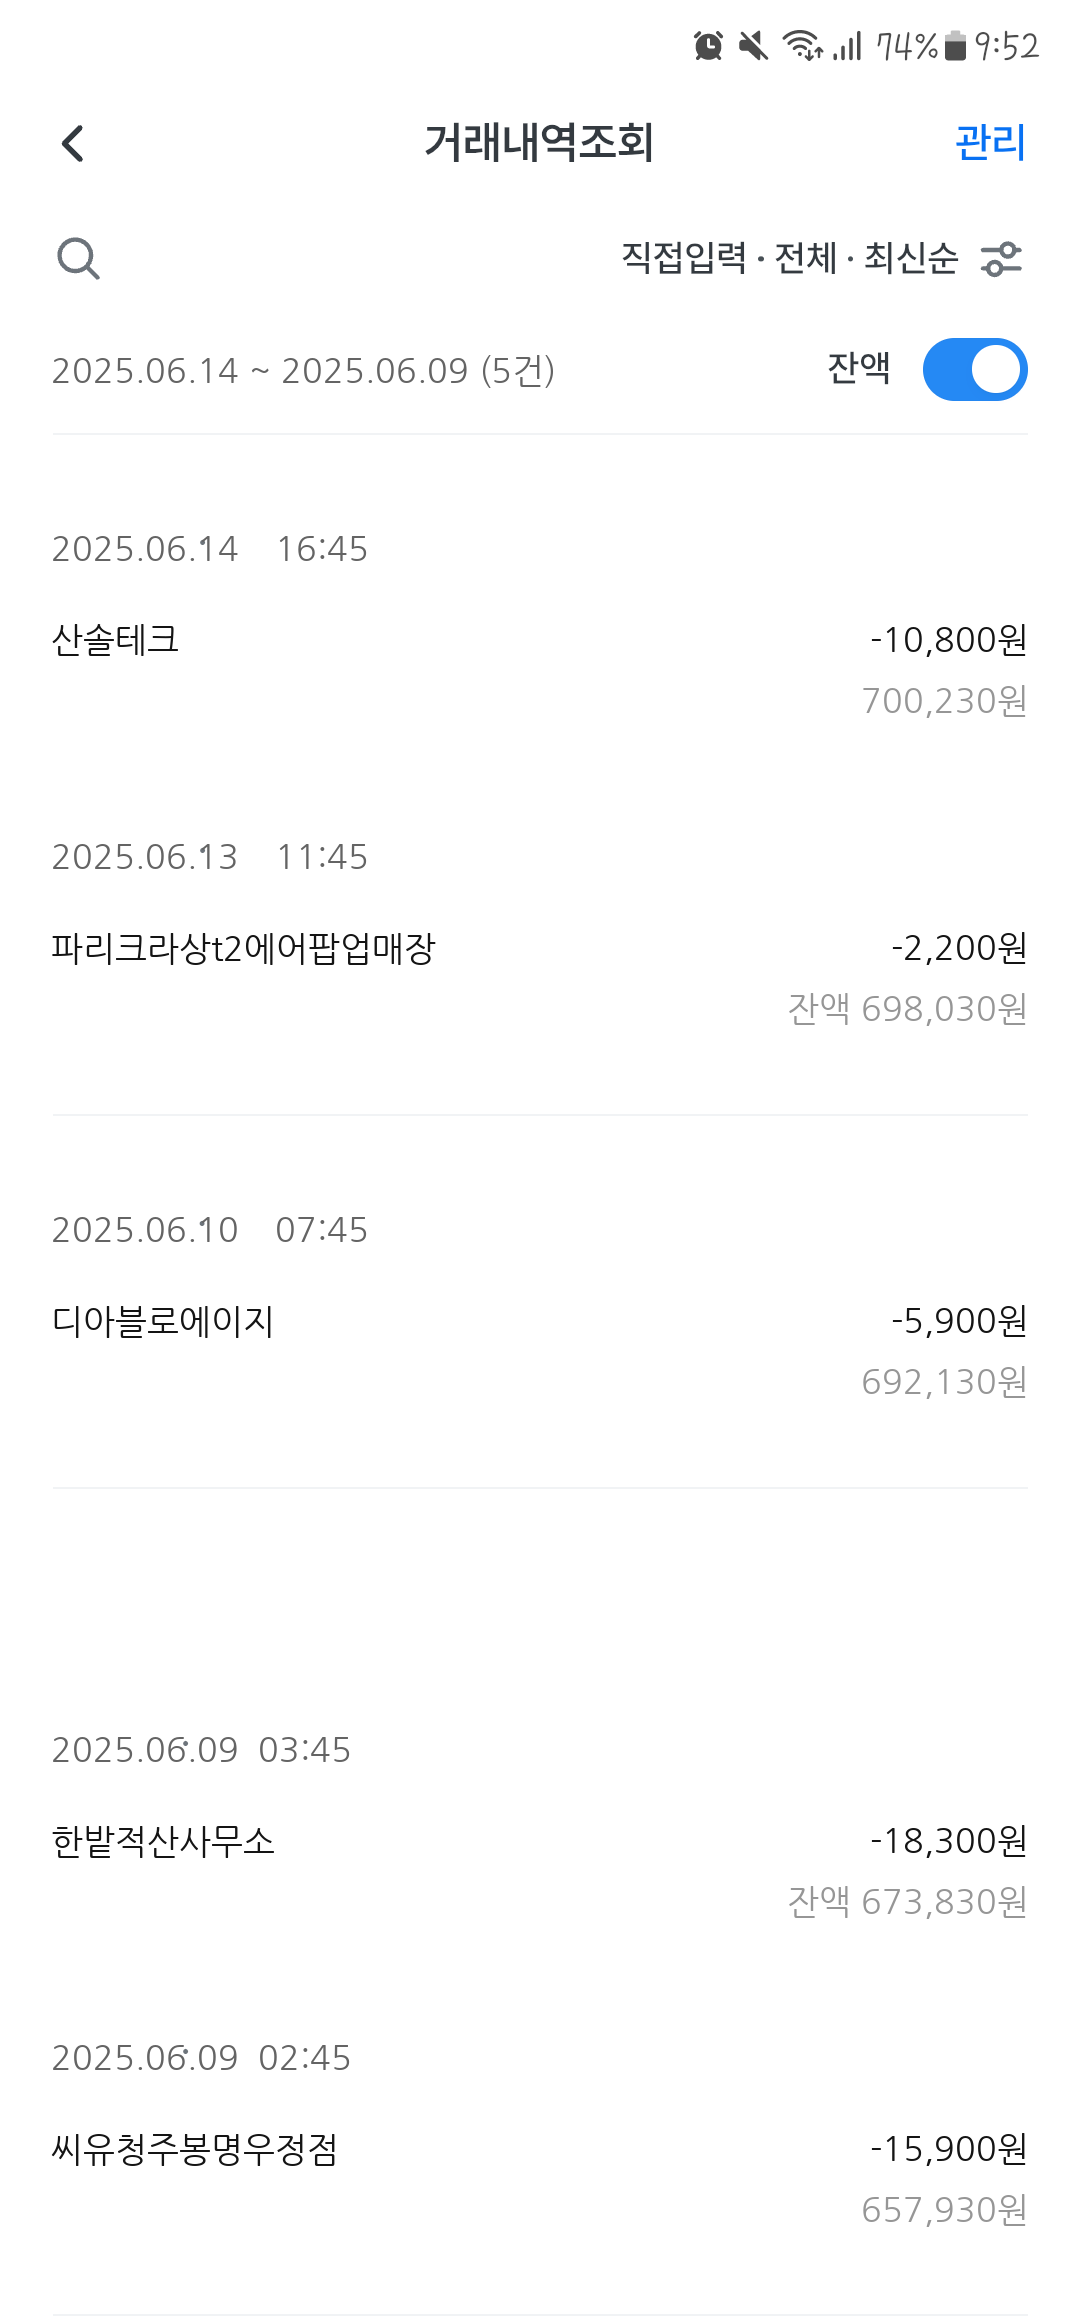 74% 9:52
거래내역조회 관리
직접입력 · 전체 · 최신순
2025.06.14 ~ 2025.06.09 (5건) 잔액
2025.06.14 16:45
산솔테크 -10,800원
700,230원
2025.06.13 11:45
파리크라상t2에어팝업매장 -2,200원
잔액 698,030원
2025.06.10 07:45
디아블로에이지 -5,900원
692,130원
2025.06.09 03:45
한밭적산사무소 -18,300원
잔액 673,830원
2025.06.09 02:45
씨유청주봉명우정점 -15,900원
657,930원